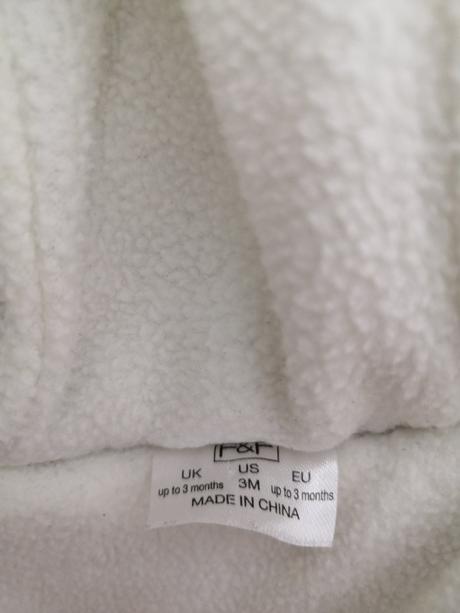 F&F
UK US EU
up to 3 months 3M up to 3 months
MADE IN CHINA